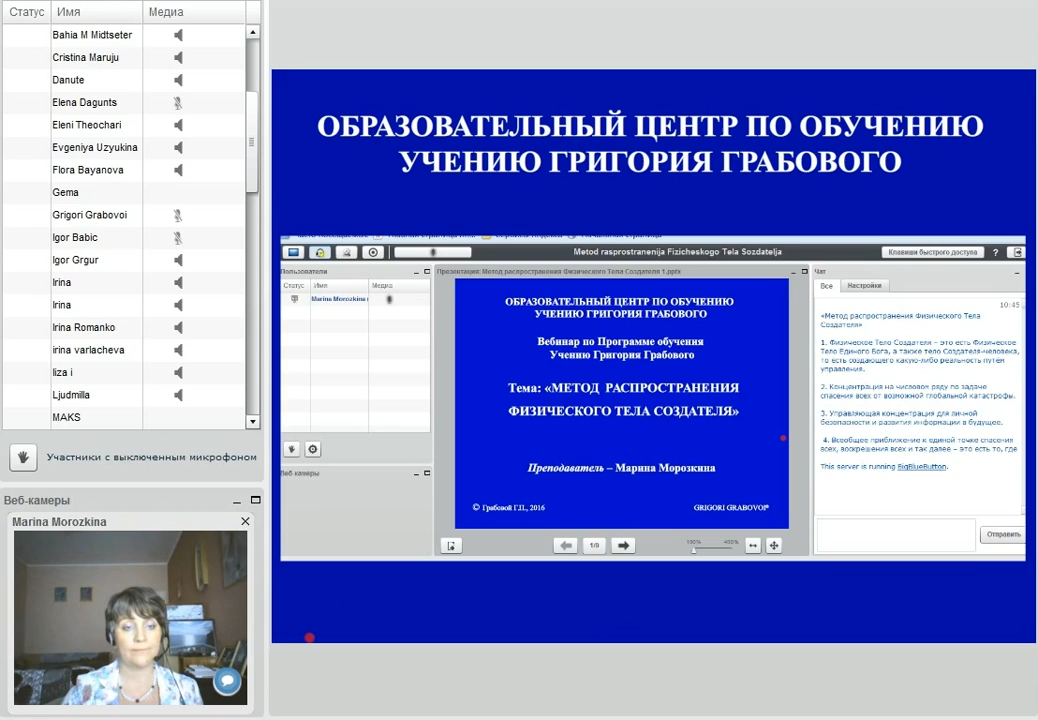 Статус Имя Медиа
Bahia M Midtseter
Cristina Maruju
Danute
Elena Dagunts
Eleni Theochari
Evgeniya Uzyukina
Flora Bayanova
Gema
Grigori Grabovoi
Igor Babic
Igor Grgur
Irina
Irina
Irina Romanko
irina varlacheva
liza i
Ljudmilla
MAKS
Участники с выключенным микрофоном
Веб-камеры
Marina Morozkina
ОБРАЗОВАТЕЛЬНЫЙ ЦЕНТР ПО ОБУЧЕНИЮ
УЧЕНИЮ ГРИГОРИЯ ГРАБОВОГО
Metod rasprostranenija Fizicheskogo Tela Sozdatelja
Клавиши быстрого доступа
?
Пользователи
Статус Имя Медиа
Marina Morozkina
Веб-камеры
Презентация: Метод распространения Физического Тела Создателя 1.pptx
ОБРАЗОВАТЕЛЬНЫЙ ЦЕНТР ПО ОБУЧЕНИЮ
УЧЕНИЮ ГРИГОРИЯ ГРАБОВОГО
Вебинар по Программе обучения
Учению Григория Грабового
Тема: «МЕТОД РАСПРОСТРАНЕНИЯ
ФИЗИЧЕСКОГО ТЕЛА СОЗДАТЕЛЯ»
Преподаватель – Марина Морозкина
© Грабовой Г.П., 2016 GRIGORI GRABOVOI®
1/9
100% 400%
Чат
Все Настройки
10:45
«Метод распространения Физического Тела
Создателя»
1. Физическое Тело Создателя – это есть Физическое
Тело Единого Бога, а также тело Создателя-человека,
то есть создающего какую-либо реальность путём
управления.
2. Концентрация на числовом ряду по задаче
спасения всех от возможной глобальной катастрофы.
3. Управляющая концентрация для личной
безопасности и развития информации в будущее.
4. Всеобщее приближение к единой точке спасения
всех, воскрешения всех и так далее – это есть то, где
This server is running BigBlueButton.
Отправить